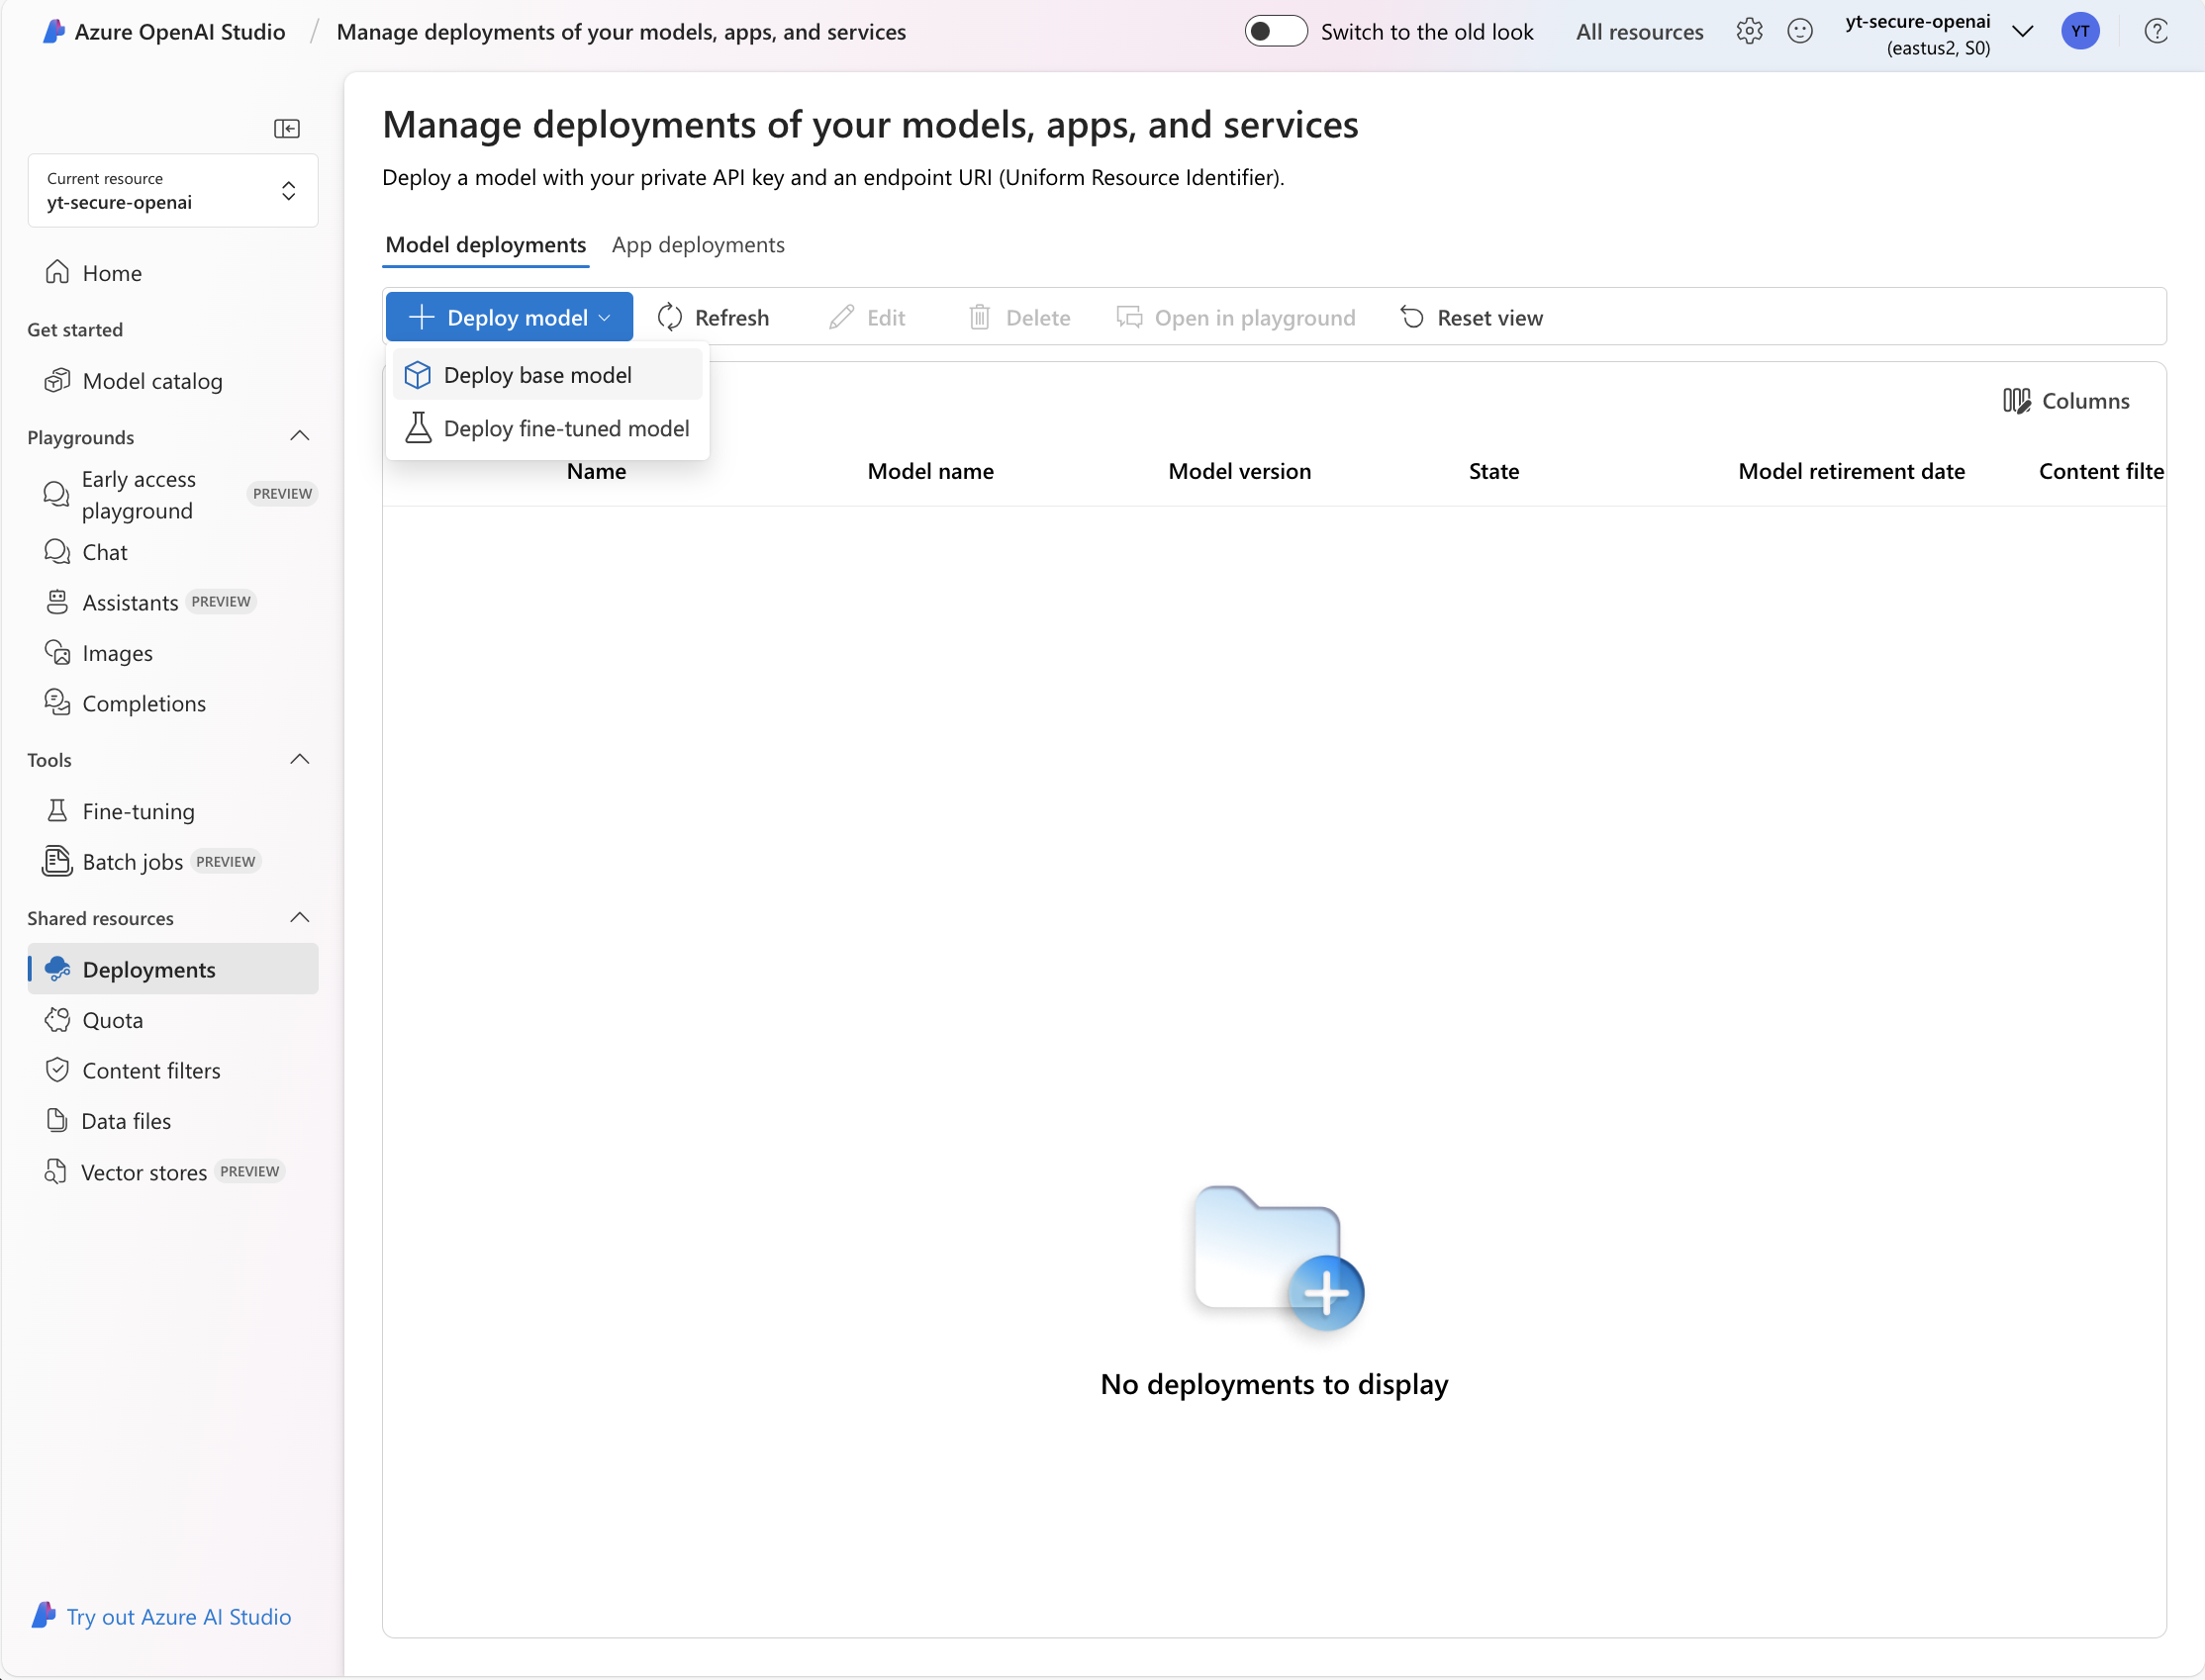 Azure OpenAI Studio / Manage deployments of your models, apps, and services
Switch to the old look
All resources
yt-secure-openai
(eastus2, S0)
YT
Current resource
yt-secure-openai
Home
Get started
Model catalog
Playgrounds
Early access
playground
PREVIEW
Chat
Assistants PREVIEW
Images
Completions
Tools
Fine-tuning
Batch jobs PREVIEW
Shared resources
Deployments
Quota
Content filters
Data files
Vector stores PREVIEW
Try out Azure AI Studio
Manage deployments of your models, apps, and services
Deploy a model with your private API key and an endpoint URI (Uniform Resource Identifier).
Model deployments App deployments
Deploy model Refresh Edit Delete Open in playground Reset view
Deploy base model
Deploy fine-tuned model
Columns
Name Model name Model version State Model retirement date Content filte
No deployments to display